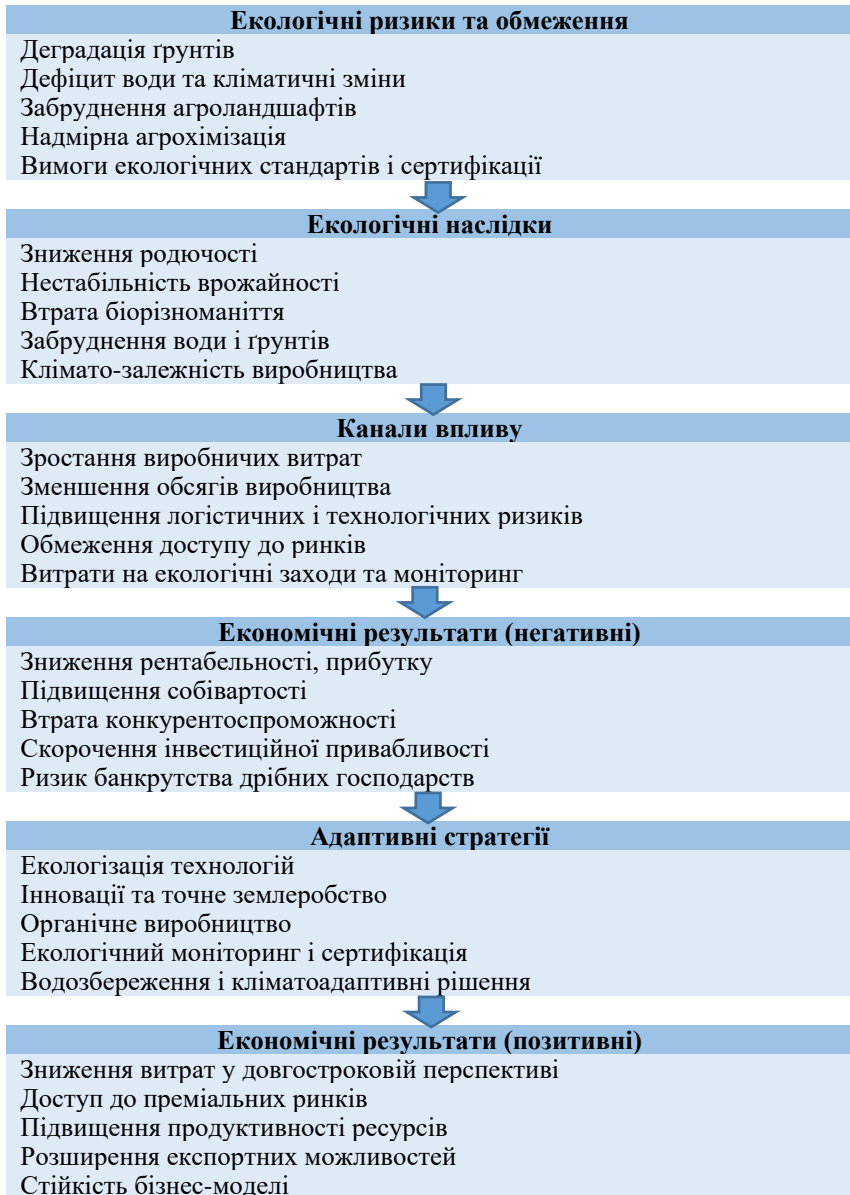 Екологічні ризики та обмеження
Деградація ґрунтів
Дефіцит води та кліматичні зміни
Забруднення агроландшафтів
Надмірна агрохімізація
Вимоги екологічних стандартів і сертифікації
Екологічні наслідки
Зниження родючості
Нестабільність врожайності
Втрата біорізноманіття
Забруднення води і ґрунтів
Клімато-залежність виробництва
Канали впливу
Зростання виробничих витрат
Зменшення обсягів виробництва
Підвищення логістичних і технологічних ризиків
Обмеження доступу до ринків
Витрати на екологічні заходи та моніторинг
Економічні результати (негативні)
Зниження рентабельності, прибутку
Підвищення собівартості
Втрата конкурентоспроможності
Скорочення інвестиційної привабливості
Ризик банкрутства дрібних господарств
Адаптивні стратегії
Екологізація технологій
Інновації та точне землеробство
Органічне виробництво
Екологічний моніторинг і сертифікація
Водозбереження і кліматоадаптивні рішення
Економічні результати (позитивні)
Зниження витрат у довгостроковій перспективі
Доступ до преміальних ринків
Підвищення продуктивності ресурсів
Розширення експортних можливостей
Стійкість бізнес-моделі